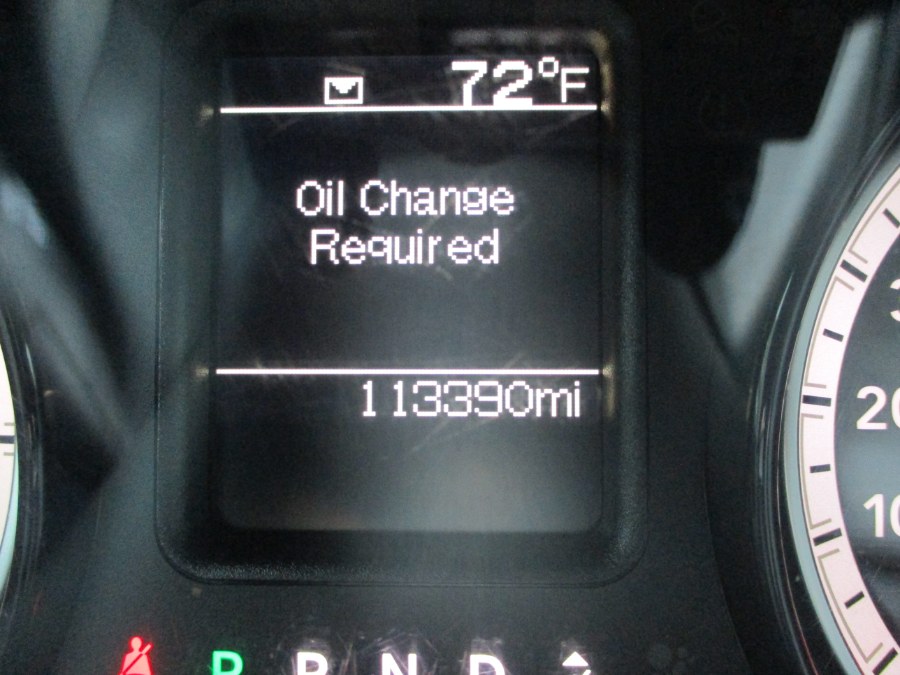 72°F
Oil Change
Required
113390mi
20
10
P R N D